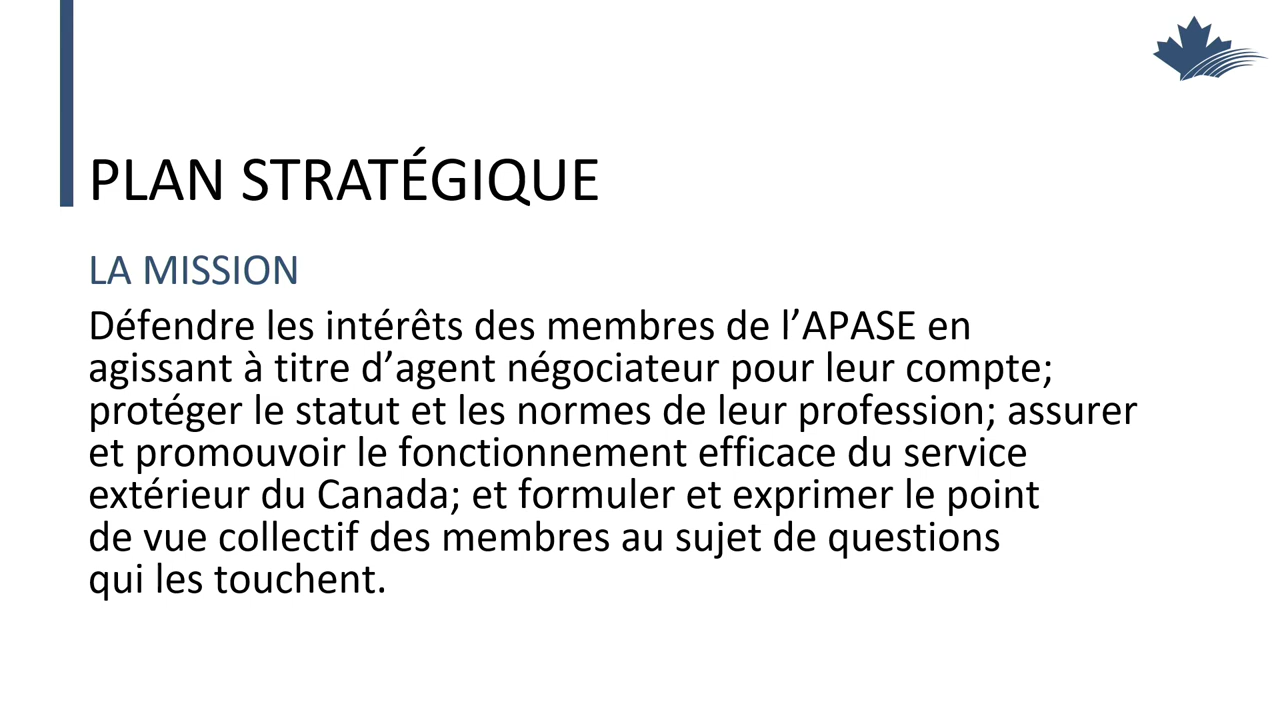 PLAN STRATÉGIQUE
LA MISSION
Défendre les intérêts des membres de l’APASE en
agissant à titre d’agent négociateur pour leur compte;
protéger le statut et les normes de leur profession; assurer
et promouvoir le fonctionnement efficace du service
extérieur du Canada; et formuler et exprimer le point
de vue collectif des membres au sujet de questions
qui les touchent.